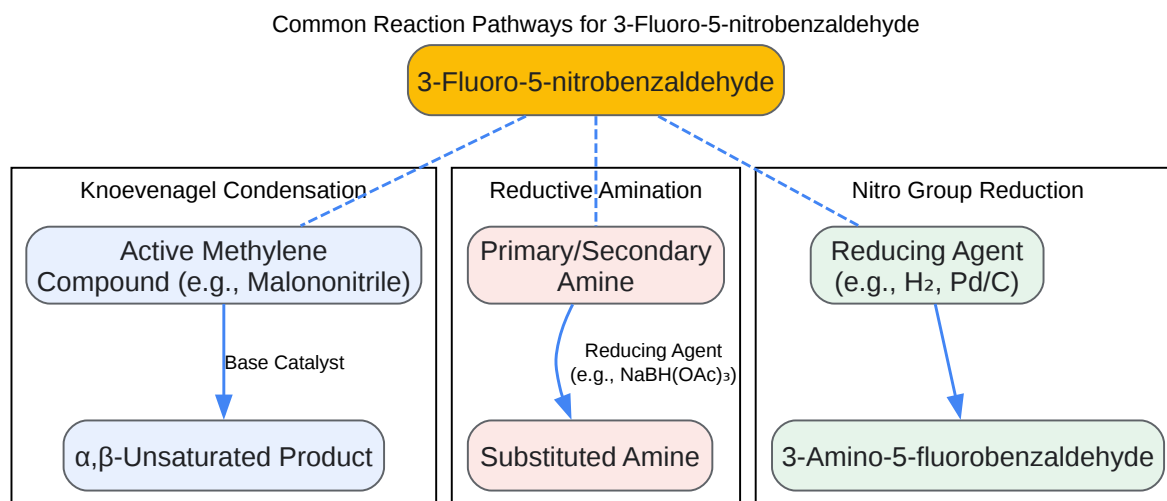 Common Reaction Pathways for 3-Fluoro-5-nitrobenzaldehyde
3-Fluoro-5-nitrobenzaldehyde
Knoevenagel Condensation
Active Methylene
Compound (e.g., Malononitrile)
Base Catalyst
α,β-Unsaturated Product
Reductive Amination
Primary/Secondary
Amine
Reducing Agent
(e.g., NaBH(OAc)₃)
Substituted Amine
Nitro Group Reduction
Reducing Agent
(e.g., H₂, Pd/C)
3-Amino-5-fluorobenzaldehyde